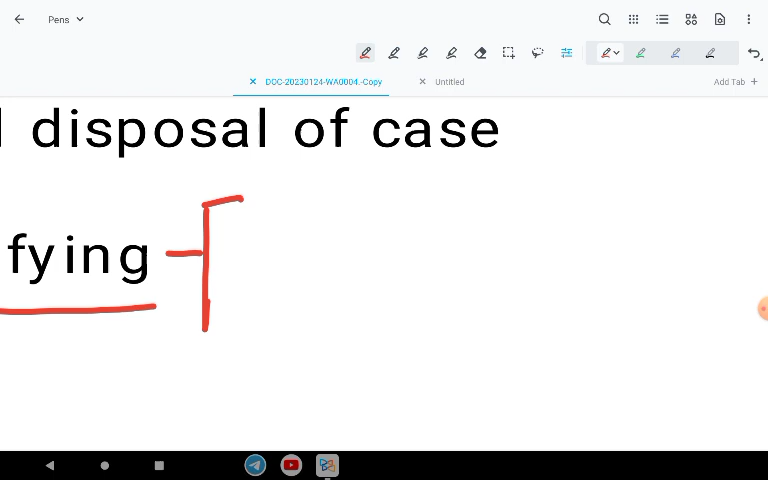 Pens
DOC-20230124-WA0004.-Copy
Untitled
Add Tab
disposal of case
fying